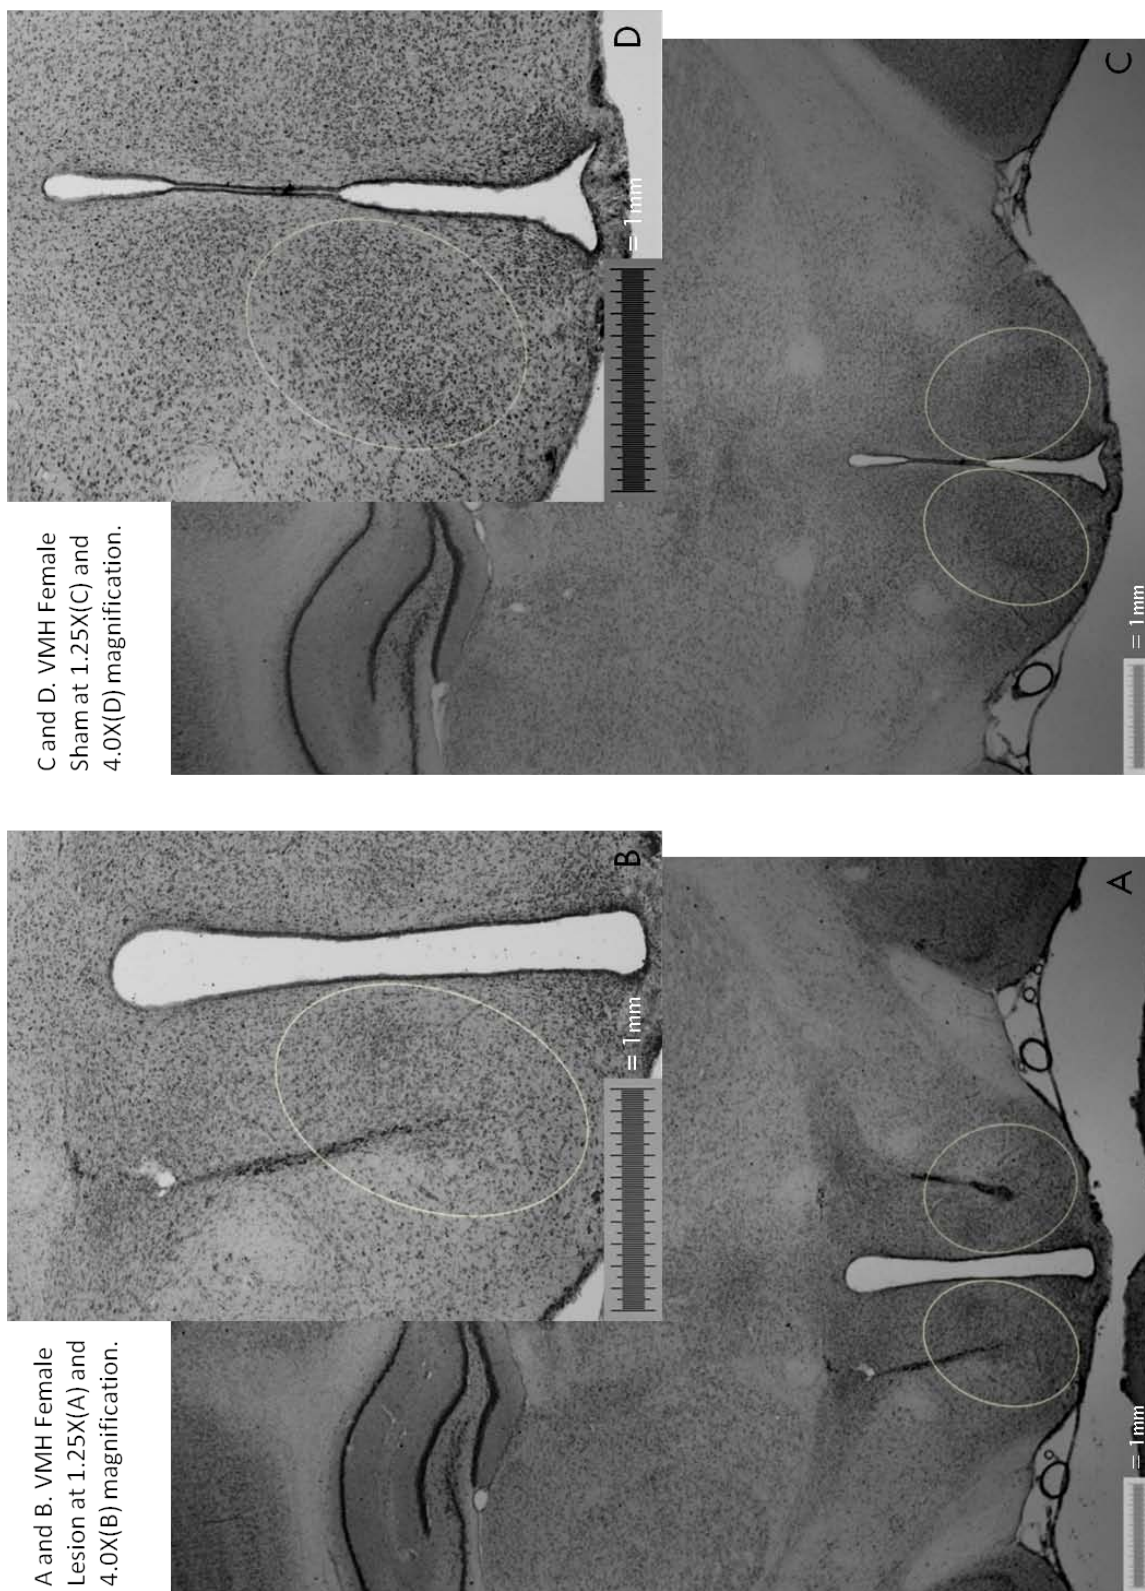 A and B. VMH Female
Lesion at 1.25X(A) and
4.0X(B) magnification.
B
= 1mm
A
= 1mm
C and D. VMH Female
Sham at 1.25X(C) and
4.0X(D) magnification.
D
= 1mm
C
= 1mm